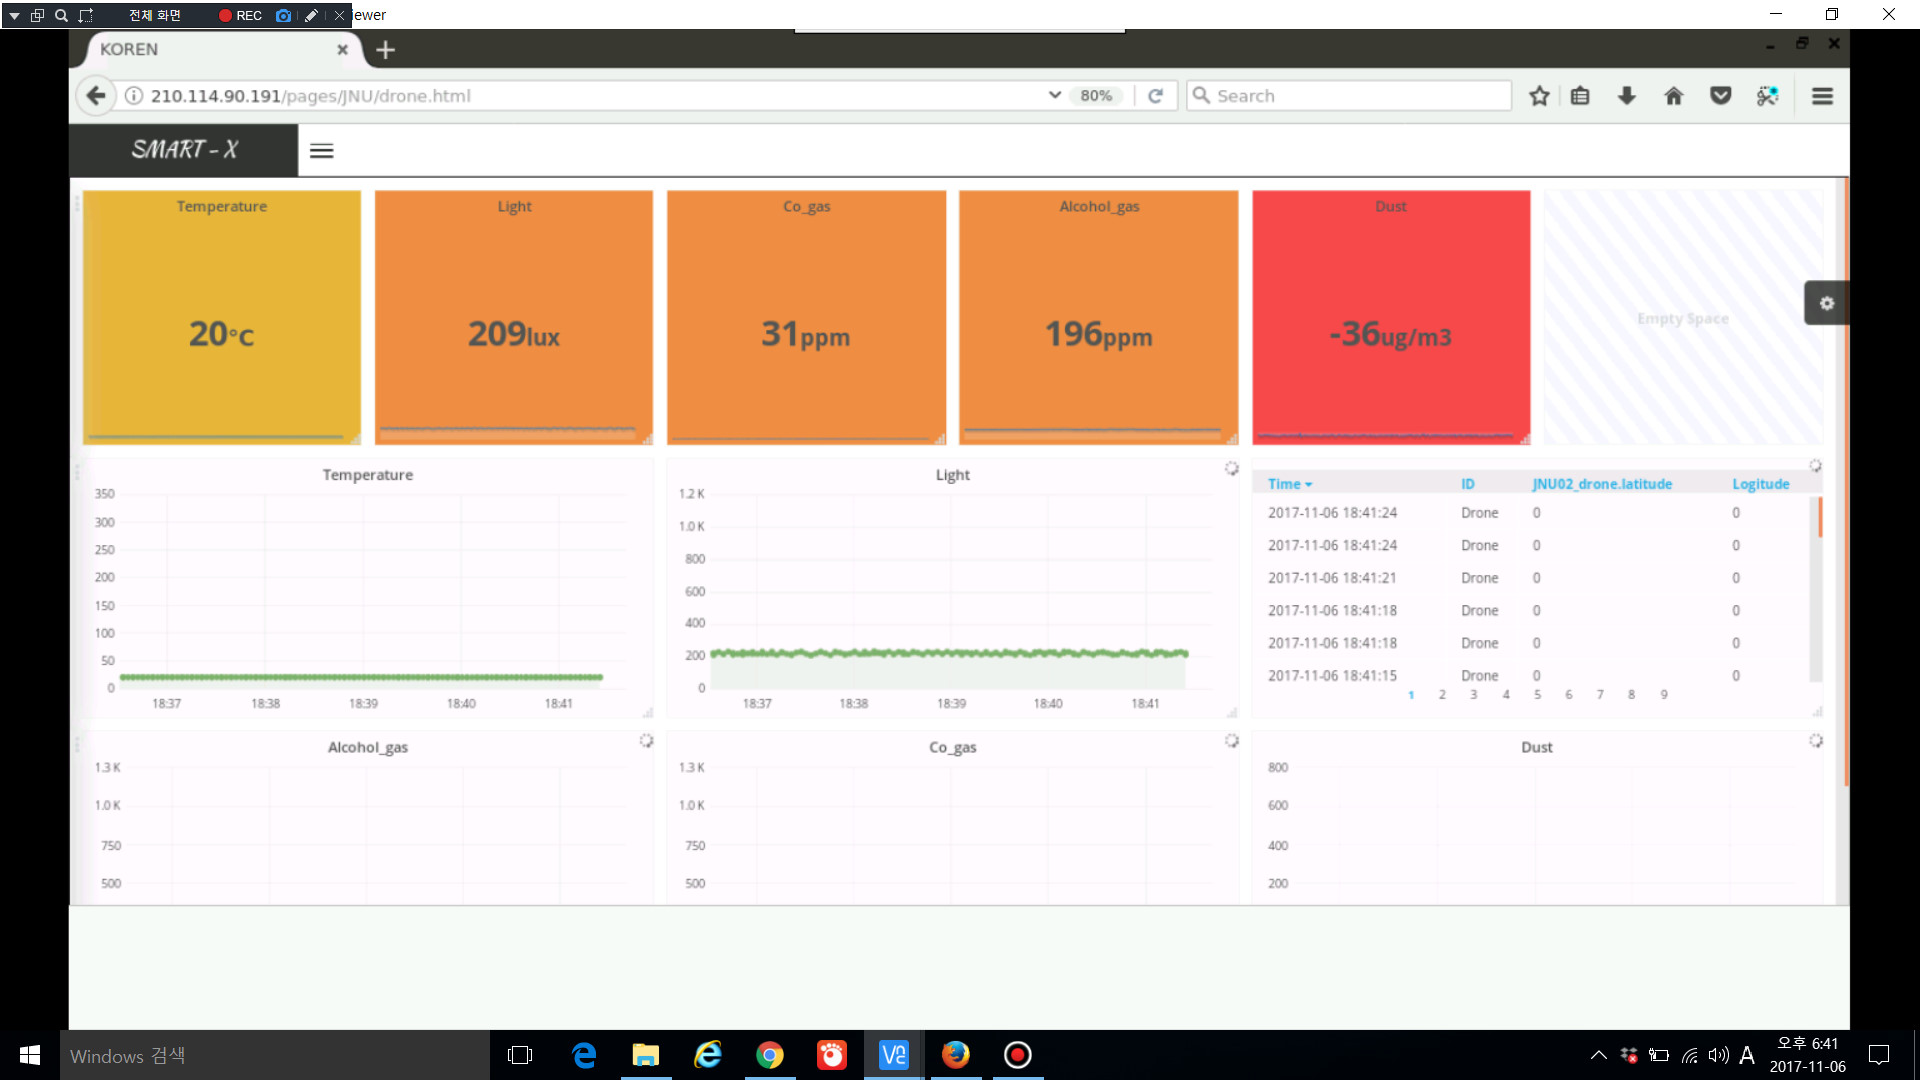 전체 화면 REC iewer
KOREN
210.114.90.191/pages/JNU/drone.html 80% Search
SMART - X
Temperature Light Co_gas Alcohol_gas Dust
20°C 209lux 31ppm 196ppm -36ug/m3 Empty Space
Temperature
350
300
250
200
150
100
50
0
18:37 18:38 18:39 18:40 18:41
Light
1.2 K
1.0 K
800
600
400
200
0
18:37 18:38 18:39 18:40 18:41
Time ID JNU02_drone.latitude Logitude
2017-11-06 18:41:24 Drone 0 0
2017-11-06 18:41:24 Drone 0 0
2017-11-06 18:41:21 Drone 0 0
2017-11-06 18:41:18 Drone 0 0
2017-11-06 18:41:18 Drone 0 0
2017-11-06 18:41:15 Drone 0 0
1 2 3 4 5 6 7 8 9
Alcohol_gas
1.3 K
1.0 K
750
500
Co_gas
1.3 K
1.0 K
750
500
Dust
800
600
400
200
Windows 검색
A
오후 6:41
2017-11-06